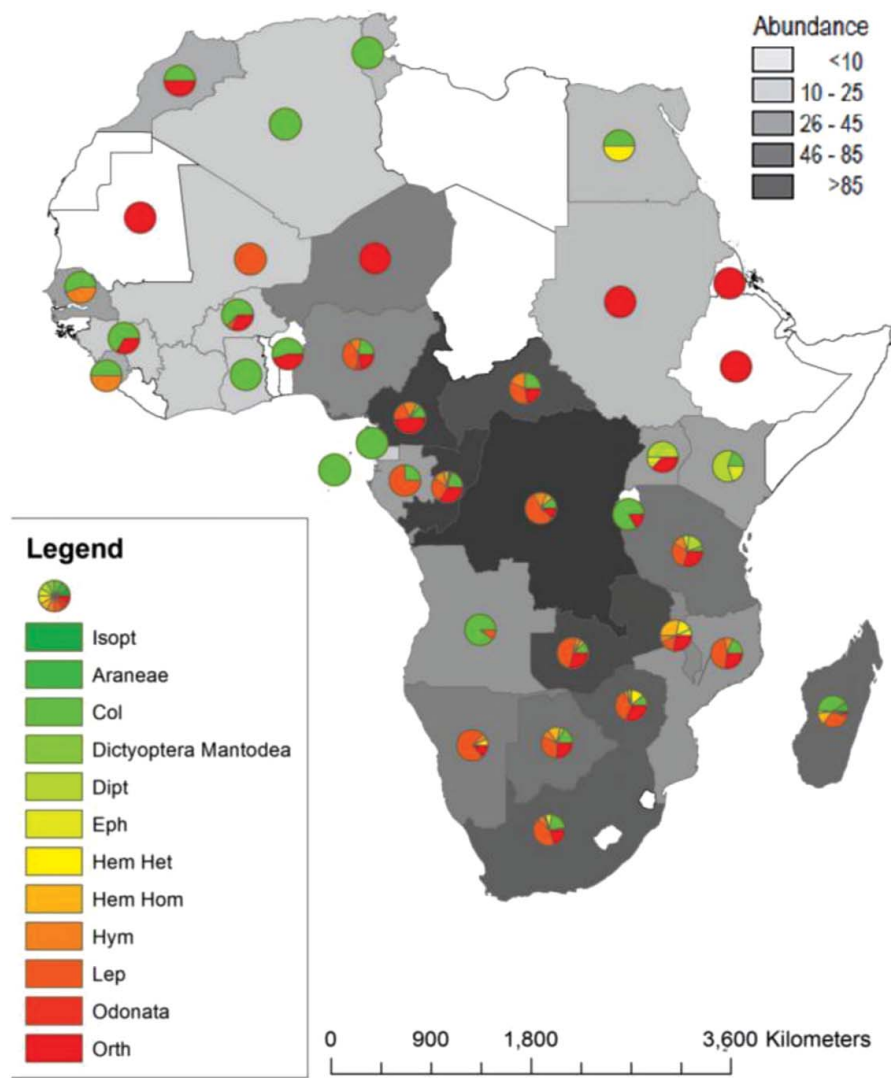 Abundance
<10
10 - 25
26 - 45
46 - 85
>85
Legend
Isopt
Araneae
Col
Dictyoptera Mantodea
Dipt
Eph
Hem Het
Hem Hom
Hym
Lep
Odonata
Orth
0 900 1,800 3,600 Kilometers